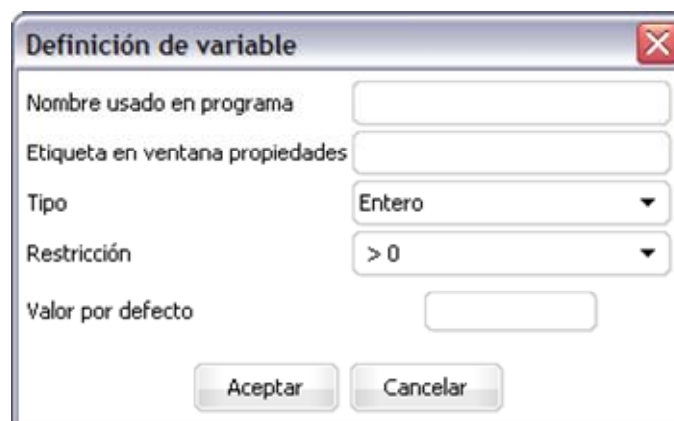 Definición de variable
Nombre usado en programa
Etiqueta en ventana propiedades
Tipo Entero
Restricción > 0
Valor por defecto
Aceptar Cancelar